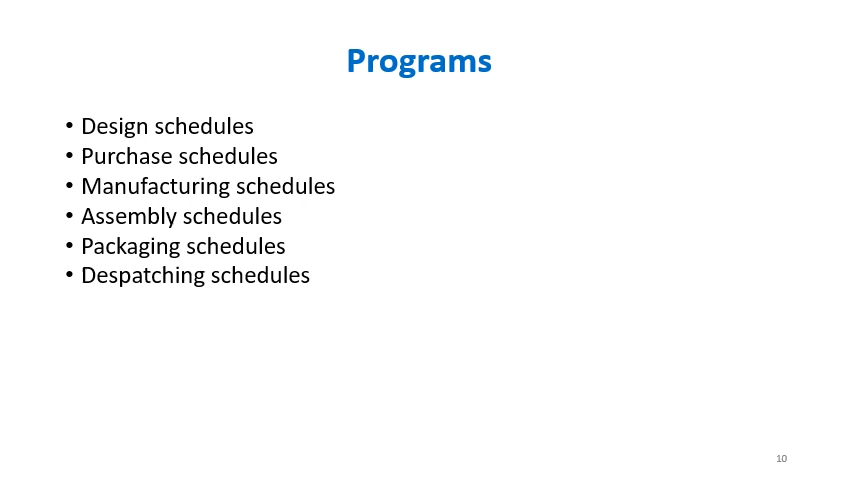 Programs
• Design schedules
• Purchase schedules
• Manufacturing schedules
• Assembly schedules
• Packaging schedules
• Despatching schedules
10